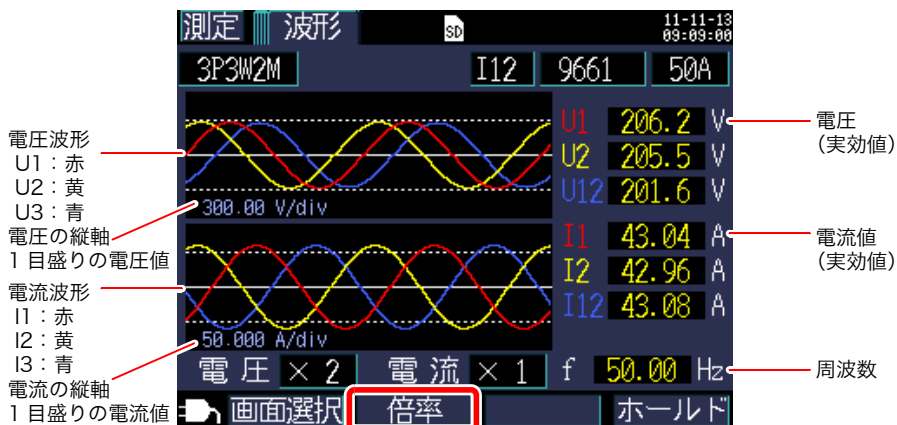 測定 波形 SD 11-11-13
09:09:00
3P3W2M I12 9661 50A
電圧波形
U1：赤
U2：黄
U3：青
電圧の縦軸
1目盛りの電圧値
300.00 V/div
U1 206.2 V
U2 205.5 V
U12 201.6 V
電圧
（実効値）
電流波形
I1：赤
I2：黄
I3：青
電流の縦軸
1目盛りの電流値
50.000 A/div
I1 43.04 A
I2 42.96 A
I12 43.08 A
電流値
（実効値）
電圧 × 2 電流 × 1 f 50.00 Hz
周波数
画面選択 倍率 ホールド